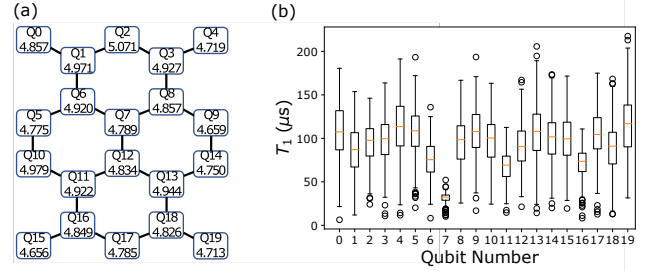 (a)
Q0
4.857
Q1
4.971
Q2
5.071
Q3
4.927
Q4
4.719
Q5
4.775
Q6
4.920
Q7
4.789
Q8
4.857
Q9
4.659
Q10
4.979
Q11
4.922
Q12
4.834
Q13
4.944
Q14
4.750
Q15
4.656
Q16
4.849
Q17
4.785
Q18
4.826
Q19
4.713
(b)
T1 (μs)
200
150
100
50
0
0 1 2 3 4 5 6 7 8 9 10 11 12 13 14 15 16 17 18 19
Qubit Number